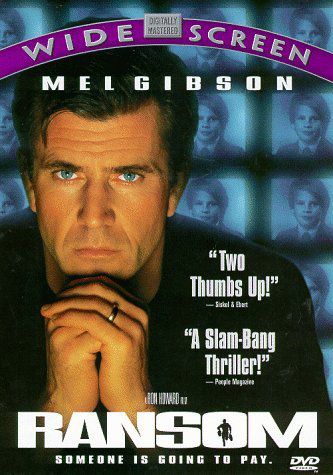 DIGITALLY
MASTERED
WIDE SCREEN
MEL GIBSON
“Two
Thumbs Up!”
— Siskel & Ebert
“A Slam-Bang
Thriller!”
— People Magazine
A RON HOWARD FILM
RANSOM
SOMEONE IS GOING TO PAY.
DVD
VIDEO